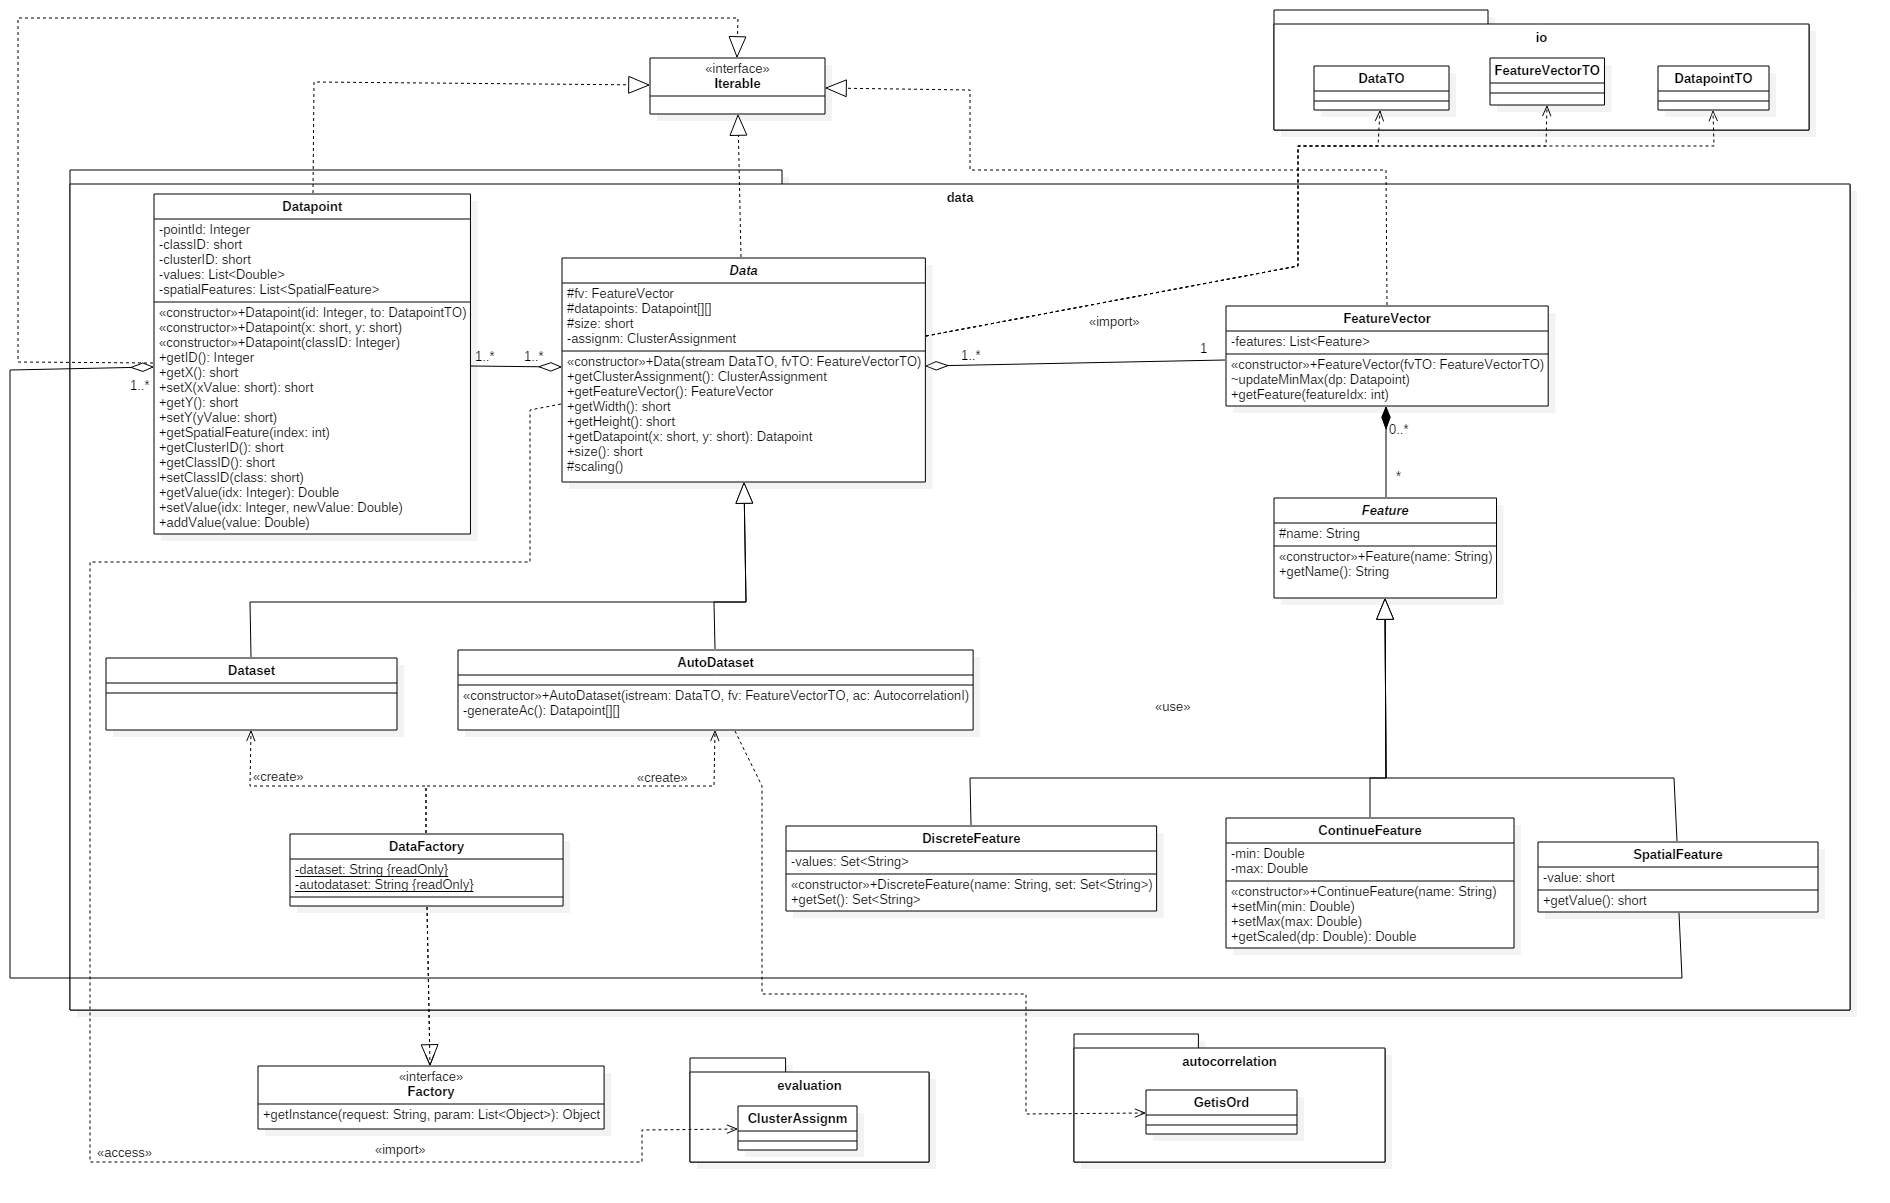 «interface»
Iterable
io
DataTO
FeatureVectorTO
DatapointTO
data
Datapoint
-pointId: Integer
-classID: short
-clusterID: short
-values: List<Double>
-spatialFeatures: List<SpatialFeature>
«constructor»+Datapoint(id: Integer, to: DatapointTO)
«constructor»+Datapoint(x: short, y: short)
«constructor»+Datapoint(classID: Integer)
+getID(): Integer
+getX(): short
+setX(xValue: short): short
+getY(): short
+setY(yValue: short)
+getSpatialFeature(index: int)
+getClusterID(): short
+getClassID(): short
+setClassID(class: short)
+getValue(idx: Integer): Double
+setValue(idx: Integer, newValue: Double)
+addValue(value: Double)
1..*
1..*
1..*
Data
#fv: FeatureVector
#datapoints: Datapoint[][]
#size: short
-assignm: ClusterAssignment
«constructor»+Data(stream DataTO, fvTO: FeatureVectorTO)
+getClusterAssignment(): ClusterAssignment
+getFeatureVector(): FeatureVector
+getWidth(): short
+getHeight(): short
+getDatapoint(x: short, y: short): Datapoint
+size(): short
#scaling()
«import»
1..*
1
FeatureVector
-features: List<Feature>
«constructor»+FeatureVector(fvTO: FeatureVectorTO)
~updateMinMax(dp: Datapoint)
+getFeature(featureIdx: int)
0..*
*
Feature
#name: String
«constructor»+Feature(name: String)
+getName(): String
Dataset
AutoDataset
«constructor»+AutoDataset(istream: DataTO, fv: FeatureVectorTO, ac: AutocorrelationI)
-generateAc(): Datapoint[][]
«use»
«create»
«create»
DataFactory
-dataset: String {readOnly}
-autodataset: String {readOnly}
DiscreteFeature
-values: Set<String>
«constructor»+DiscreteFeature(name: String, set: Set<String>)
+getSet(): Set<String>
ContinueFeature
-min: Double
-max: Double
«constructor»+ContinueFeature(name: String)
+setMin(min: Double)
+setMax(max: Double)
+getScaled(dp: Double): Double
SpatialFeature
-value: short
+getValue(): short
«interface»
Factory
+getInstance(request: String, param: List<Object>): Object
«access»
«import»
evaluation
ClusterAssignm
autocorrelation
GetisOrd